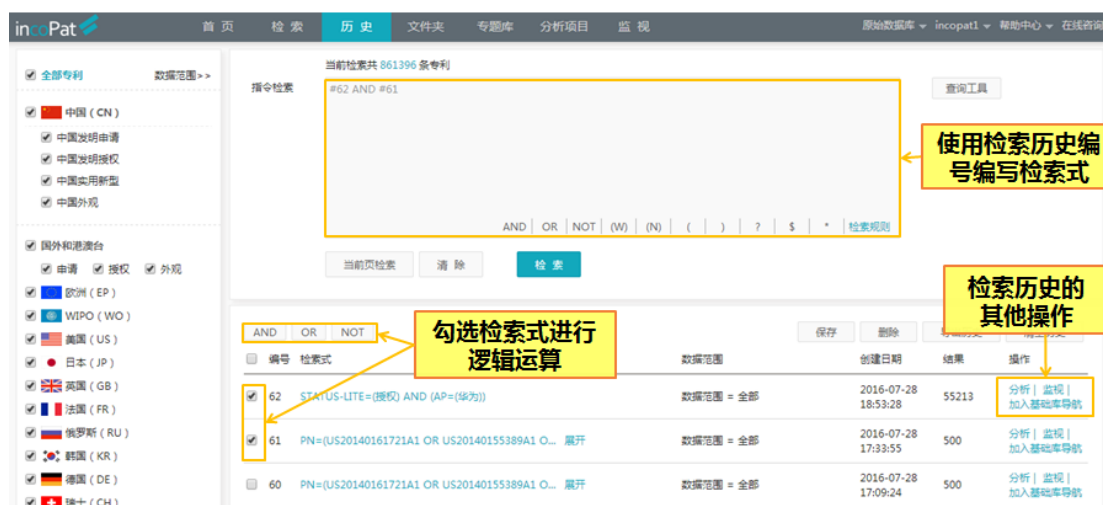 incoPat 首 页 检 索 历 史 文件夹 专题库 分析项目 监 视 原始数据库 incopat1 帮助中心 在线咨询
全部专利 数据范围>>
中国 ( CN )
中国发明申请
中国发明授权
中国实用新型
中国外观
国外和港澳台
申请 授权 外观
欧洲 ( EP )
WIPO ( WO )
美国 ( US )
日本 ( JP )
英国 ( GB )
法国 ( FR )
俄罗斯 ( RU )
韩国 ( KR )
德国 ( DE )
瑞士 ( CH )
当前检索共 861396 条专利
指令检索 #62 AND #61 查询工具
使用检索历史编
号编写检索式
AND | OR | NOT | (W) | (N) | ( | ) | ? | $ | * | 检索规则
当前页检索 清 除 检 索
检索历史的
其他操作
AND OR NOT 保存 删除
勾选检索式进行
逻辑运算
编号 检索式 数据范围 创建日期 结果 操作
62 STATUS-LITE=(授权) AND (AP=(华为)) 数据范围 = 全部 2016-07-28 18:53:28 55213 分析 | 监视 | 加入基础库导航
61 PN=(US20140161721A1 OR US20140155389A1 O... 展开 数据范围 = 全部 2016-07-28 17:33:55 500 分析 | 监视 | 加入基础库导航
60 PN=(US20140161721A1 OR US20140155389A1 O... 展开 数据范围 = 全部 2016-07-28 17:09:24 500 分析 | 监视 | 加入基础库导航